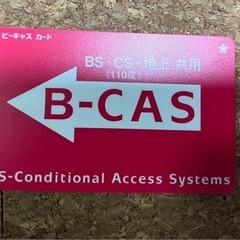 ビーキャス カード
★
BS・CS・地上 共用
(110度)
B-CAS
S-Conditional Access Systems